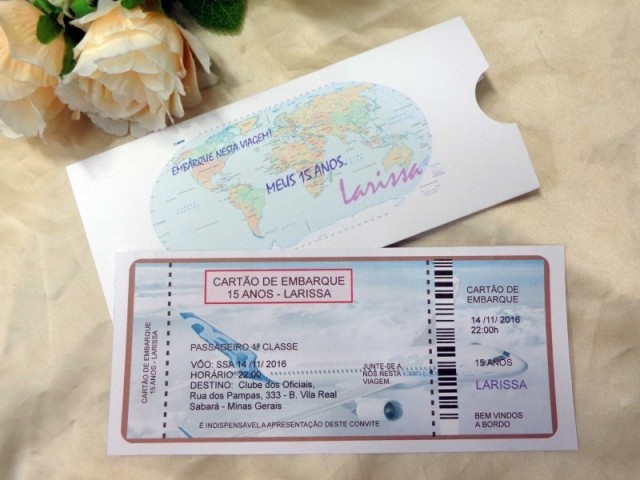 EMBARQUE NESTA VIAGEM!
MEUS 15 ANOS.
Larissa
CARTÃO DE EMBARQUE
15 ANOS - LARISSA
CARTÃO DE EMBARQUE
15 ANOS - LARISSA
PASSAGEIRO 1ª CLASSE
VÔO: SSA 14 /11/ 2016
HORÁRIO: 22:00
DESTINO: Clube dos Oficiais,
Rua dos Pampas, 333 - B. Vila Real
Sabará - Minas Gerais
JUNTE-SE A
NÓS NESTA
VIAGEM.
É INDISPENSÁVEL A APRESENTAÇÃO DESTE CONVITE
CARTÃO DE
EMBARQUE
14 /11/ 2016
22:00h
15 ANOS
LARISSA
BEM VINDOS
A BORDO